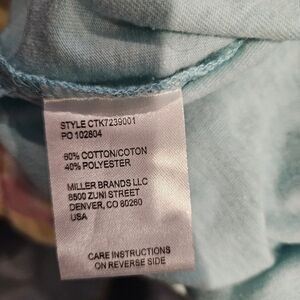 STYLE CTK7239001
PO 102804
60% COTTON/COTON
40% POLYESTER
MILLER BRANDS LLC
8500 ZUNI STREET
DENVER, CO 80260
USA
CARE INSTRUCTIONS
ON REVERSE SIDE